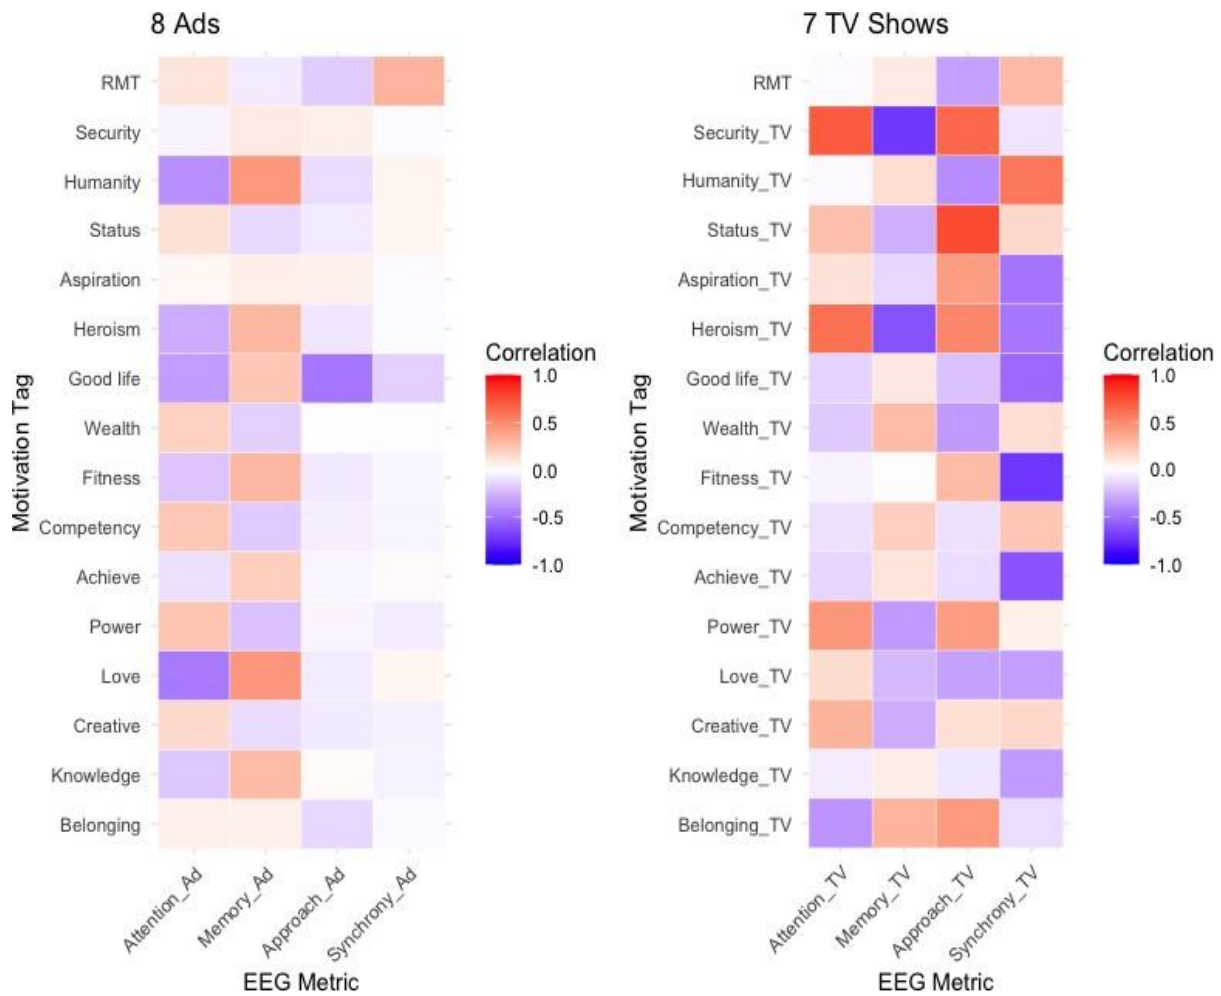 8 Ads
RMT
Security
Humanity
Status
Aspiration
Heroism
Good life
Wealth
Fitness
Competency
Achieve
Power
Love
Creative
Knowledge
Belonging
Motivation Tag
Attention_Ad
Memory_Ad
Approach_Ad
Synchrony_Ad
EEG Metric
Correlation
1.0
0.5
0.0
-0.5
-1.0
7 TV Shows
RMT
Security_TV
Humanity_TV
Status_TV
Aspiration_TV
Heroism_TV
Good life_TV
Wealth_TV
Fitness_TV
Competency_TV
Achieve_TV
Power_TV
Love_TV
Creative_TV
Knowledge_TV
Belonging_TV
Motivation Tag
Attention_TV
Memory_TV
Approach_TV
Synchrony_TV
EEG Metric
Correlation
1.0
0.5
0.0
-0.5
-1.0